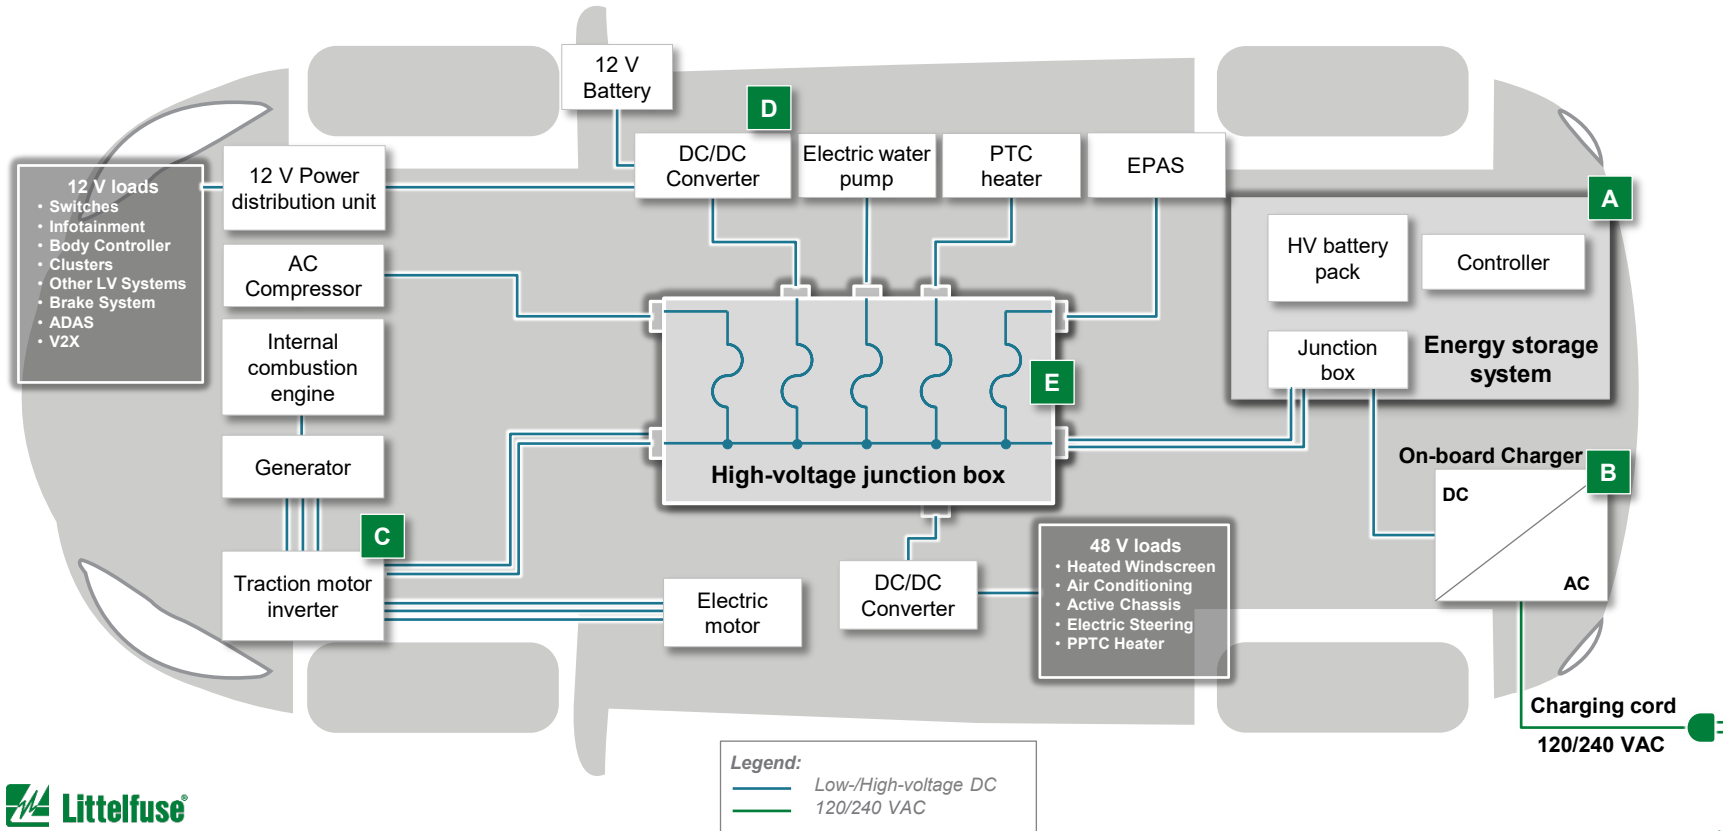 12 V
Battery
D
DC/DC
Converter
Electric water
pump
PTC
heater
EPAS
A
12 V loads
• Switches
• Infotainment
• Body Controller
• Clusters
• Other LV Systems
• Brake System
• ADAS
• V2X
12 V Power
distribution unit
AC
Compressor
Internal
combustion
engine
Generator
C
Traction motor
inverter
Electric
motor
E
High-voltage junction box
HV battery
pack
Controller
Junction
box
Energy storage
system
On-board Charger
B
DC
AC
DC/DC
Converter
48 V loads
• Heated Windscreen
• Air Conditioning
• Active Chassis
• Electric Steering
• PPTC Heater
Charging cord
120/240 VAC
Legend:
Low-/High-voltage DC
120/240 VAC
Littelfuse®